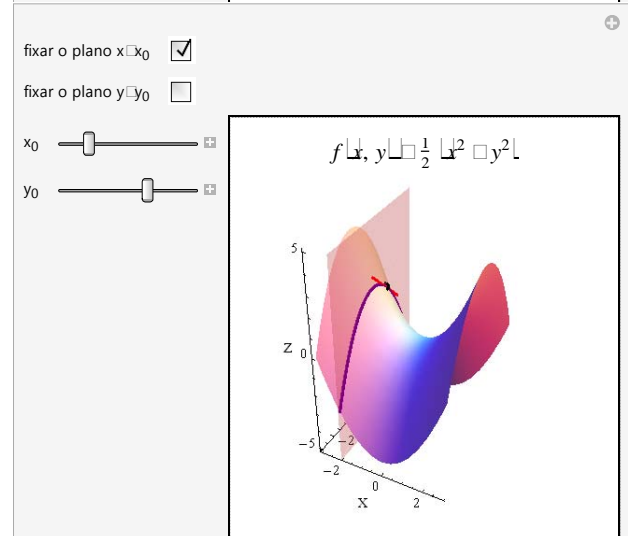 fixar o plano x□x₀
fixar o plano y□y₀
x₀
y₀
f x, y □ 1/2 x² □ y²
5
z 0
−5
−2
−2
0
x 2